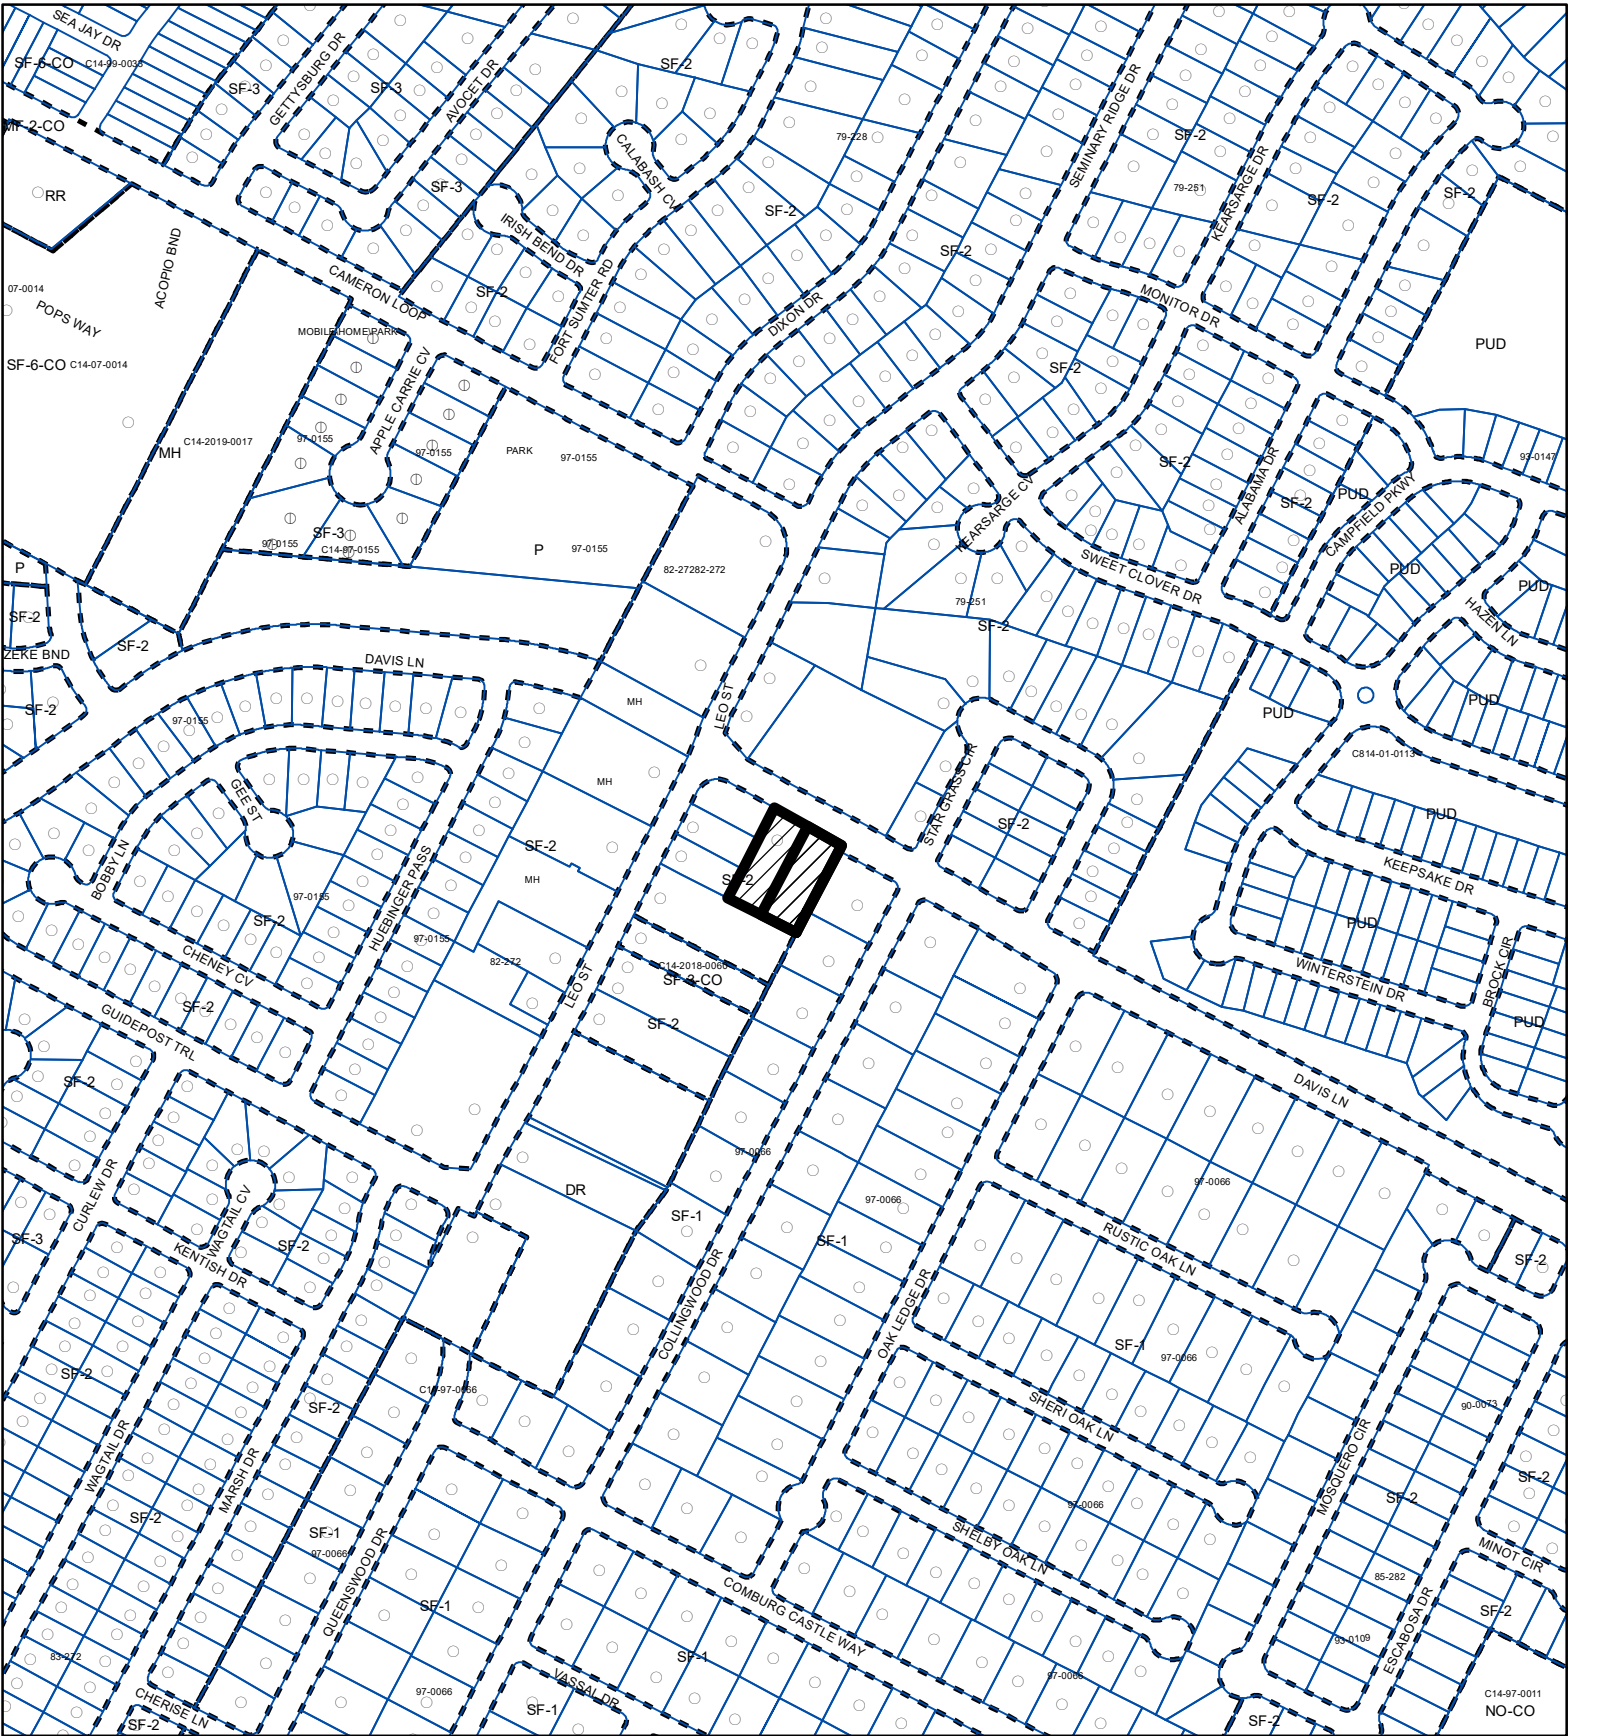 SEA JAY DR
SF-6-CO
C14-99-0033
SF-3
GETTYSBURG DR
SF-3
AVOCET DR
SF-2
SEMINARY RIDGE DR
MF-2-CO
CALABASH CV
79-228
SF-2
KEARSARGE DR
RR
SF-3
79-251
SF-2
SF-2
SF-2
IRISH BEND DR
SF-2
ACOPIO BND
07-0014
POPS WAY
CAMERON LOOP
SF-2
FORT SUMTER RD
DIXON DR
MONITOR DR
MOBILE HOME PARK
PUD
SF-6-CO
C14-07-0014
APPLE CARRIE CV
SF-2
MH
C14-2019-0017
97-0155
97-0155
PARK
97-0155
SF-2
ALABAMA DR
93-0147
KEARSARGE CV
SF-2
PUD
CAMPFIELD PKWY
SF-3
97-0155
C14-97-0155
P
97-0155
82-27282-272
SWEET CLOVER DR
PUD
P
PUD
79-251
SF-2
HAZEN LN
SF-2
SF-2
ZEKE BND
DAVIS LN
SF-2
97-0155
MH
LEO ST
PUD
PUD
C814-01-0113
STAR GRASS CIR
GEE ST
MH
SF-2
PUD
SF-2
MH
SF-2
KEEPSAKE DR
BOBBY LN
97-0155
SF-2
HUEBINGER PASS
97-0155
PUD
CHENEY CV
82-272
C14-2018-0066
SF-3-CO
WINTERSTEIN DR
BROCK CIR
SF-2
LEO ST
SF-2
PUD
GUIDEPOST TRL
SF-2
DAVIS LN
97-0066
DR
97-0066
97-0066
CURLEW DR
WAGTAIL CV
SF-1
SF-3
SF-2
SF-1
RUSTIC OAK LN
SF-2
KENTISH DR
COLLINGWOOD DR
OAK LEDGE DR
SF-1
97-0066
SF-2
C14-97-0066
SF-2
SHERI OAK LN
90-0073
WAGTAIL DR
MARSH DR
MOSQUERO CIR
SF-2
SF-2
SF-2
97-0066
SF-1
97-0066
QUEENSWOOD DR
SHELBY OAK LN
MINOT CIR
SF-1
COMBURG CASTLE WAY
85-282
SF-2
ESCABOSA DR
83-272
SF-1
93-0109
97-0066
VASSAL DR
97-0066
CHERISE LN
SF-2
SF-1
SF-2
C14-97-0011
NO-CO